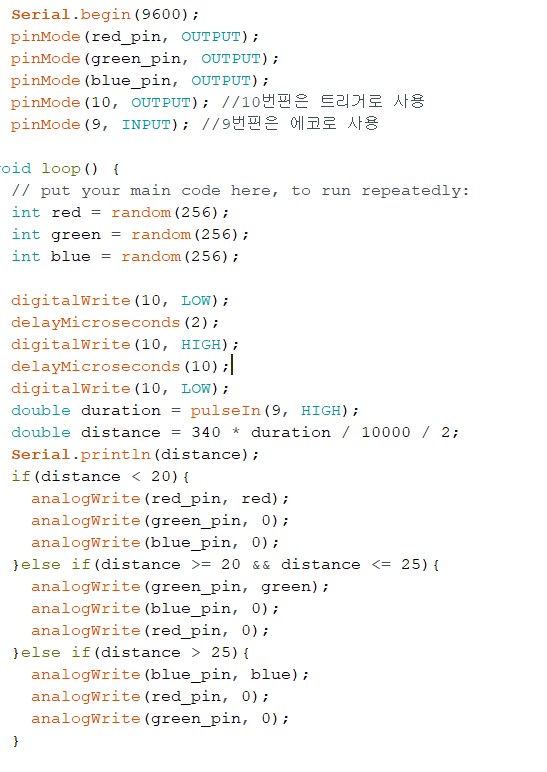 Serial.begin(9600);
pinMode(red_pin, OUTPUT);
pinMode(green_pin, OUTPUT);
pinMode(blue_pin, OUTPUT);
pinMode(10, OUTPUT); //10번핀은 트리거로 사용
pinMode(9, INPUT); //9번핀은 에코로 사용
oid loop() {
// put your main code here, to run repeatedly:
int red = random(256);
int green = random(256);
int blue = random(256);
digitalWrite(10, LOW);
delayMicroseconds(2);
digitalWrite(10, HIGH);
delayMicroseconds(10);
digitalWrite(10, LOW);
double duration = pulseIn(9, HIGH);
double distance = 340 * duration / 10000 / 2;
Serial.println(distance);
if(distance < 20){
analogWrite(red_pin, red);
analogWrite(green_pin, 0);
analogWrite(blue_pin, 0);
}else if(distance >= 20 && distance <= 25){
analogWrite(green_pin, green);
analogWrite(blue_pin, 0);
analogWrite(red_pin, 0);
}else if(distance > 25){
analogWrite(blue_pin, blue);
analogWrite(red_pin, 0);
analogWrite(green_pin, 0);
}